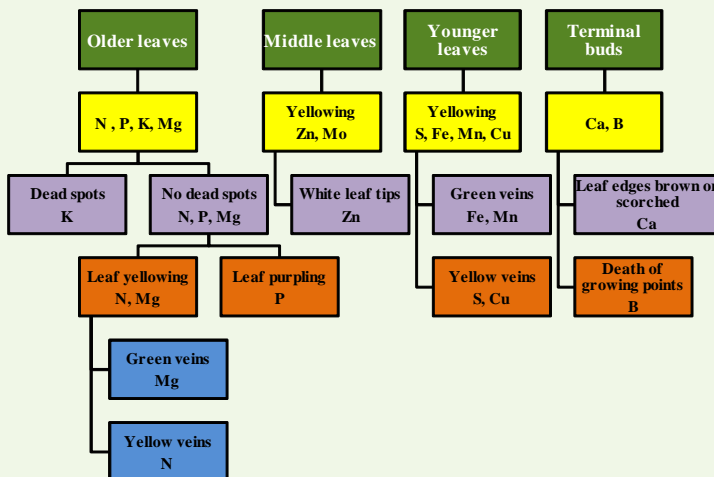 Older leaves
Middle leaves
Younger
leaves
Terminal
buds
N , P, K, Mg
Yellowing
Zn, Mo
Yellowing
S, Fe, Mn, Cu
Ca, B
Dead spots
K
No dead spots
N, P, Mg
White leaf tips
Zn
Green veins
Fe, Mn
Leaf edges brown or
scorched
Ca
Leaf yellowing
N, Mg
Leaf purpling
P
Yellow veins
S, Cu
Death of
growing points
B
Green veins
Mg
Yellow veins
N